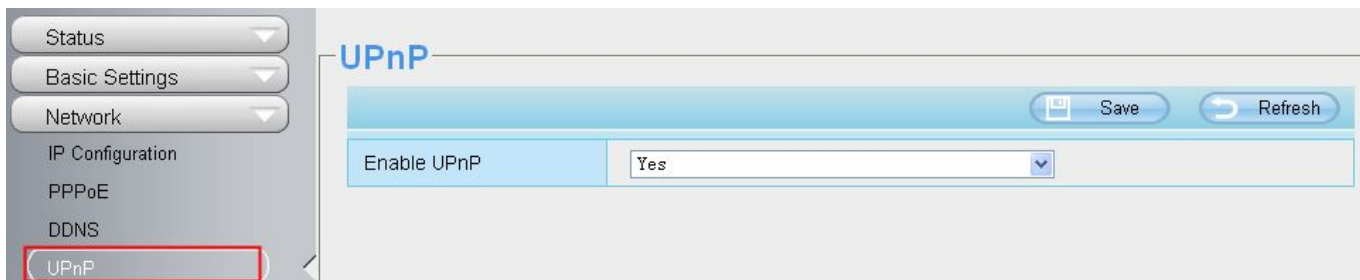 Status
Basic Settings
Network
IP Configuration
PPPoE
DDNS
UPnP
UPnP
Save
Refresh
Enable UPnP
Yes